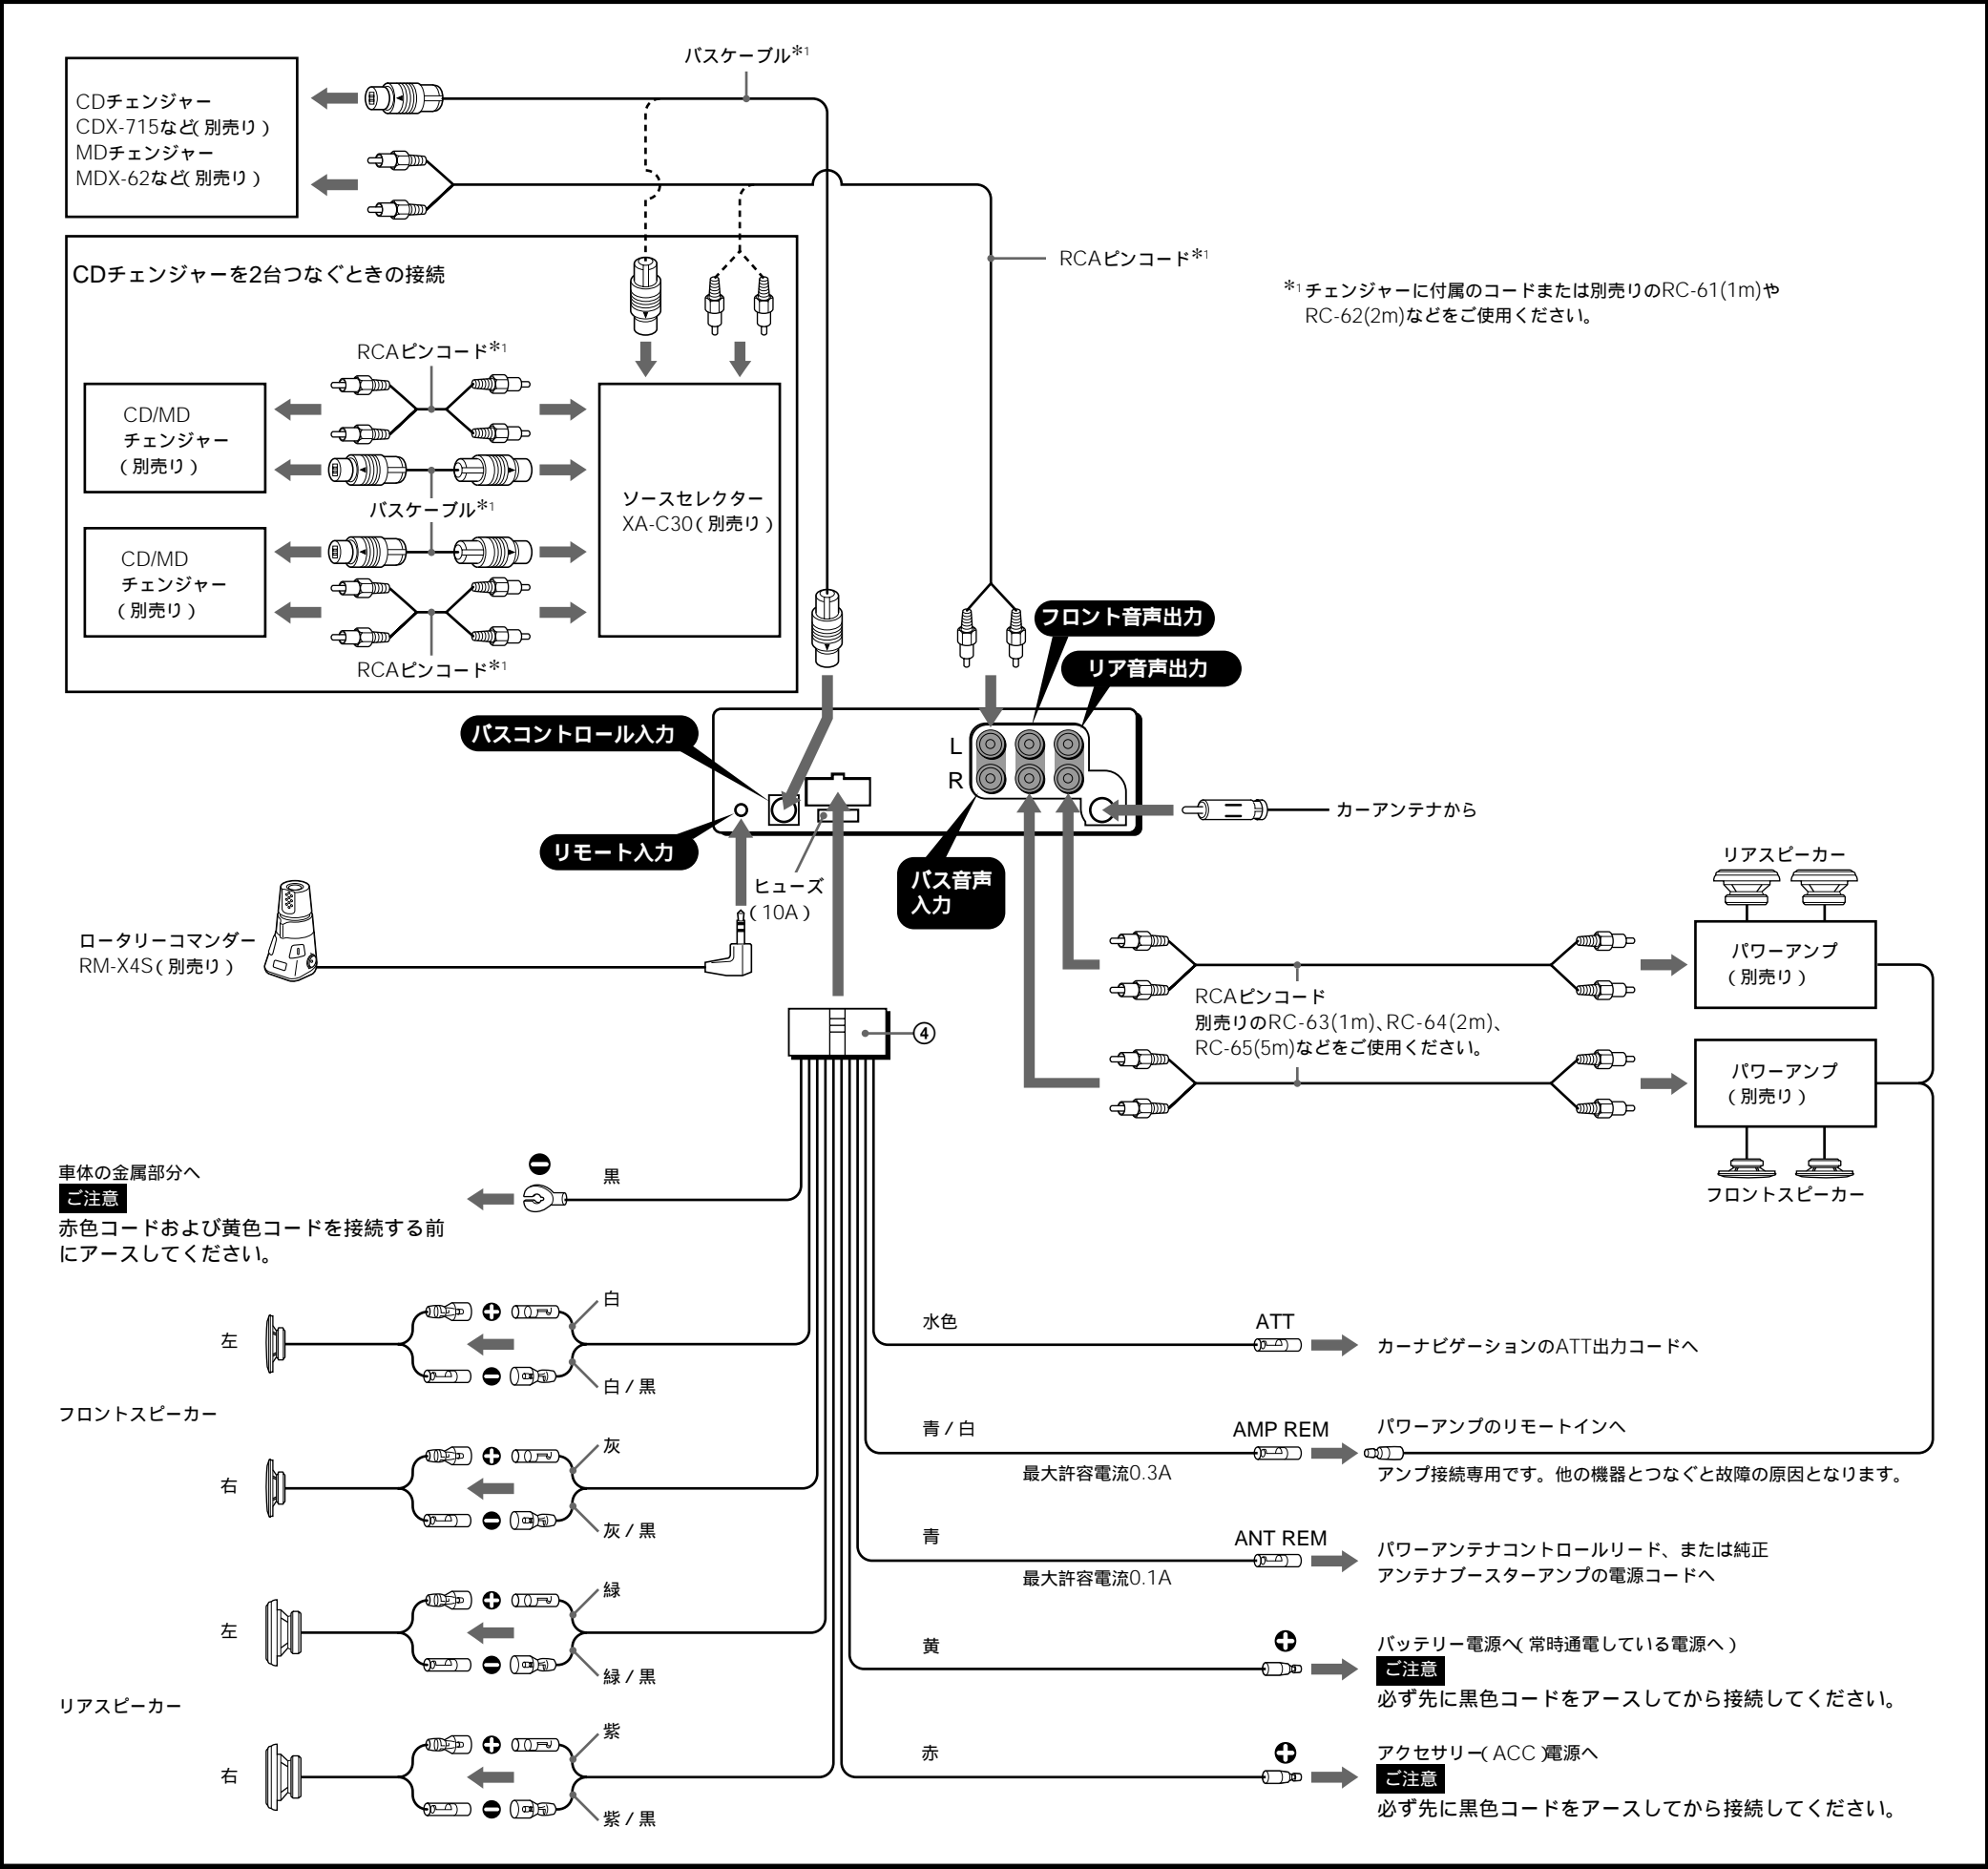 バスケーブル*1
CDチェンジャー
CDX-715など(別売り)
MDチェンジャー
MDX-62など(別売り)
RCAピンコード*1
*1 チェンジャーに付属のコードまたは別売りのRC-61(1m)や
RC-62(2m)などをご使用ください。
CDチェンジャーを2台つなぐときの接続
RCAピンコード*1
CD/MD
チェンジャー
(別売り)
バスケーブル*1
ソースセレクター
XA-C30(別売り)
CD/MD
チェンジャー
(別売り)
RCAピンコード*1
フロント音声出力
リア音声出力
バスコントロール入力
L
R
カーアンテナから
リモート入力
ヒューズ
(10A)
バス音声
入力
ロータリーコマンダー
RM-X4S(別売り)
リアスピーカー
パワーアンプ
(別売り)
RCAピンコード
別売りのRC-63(1m)、RC-64(2m)、
RC-65(5m)などをご使用ください。
パワーアンプ
(別売り)
フロントスピーカー
④
車体の金属部分へ
ご注意
赤色コードおよび黄色コードを接続する前
にアースしてください。
黒
左
白
白/黒
フロントスピーカー
右
灰
灰/黒
左
緑
緑/黒
リアスピーカー
右
紫
紫/黒
水色
ATT
カーナビゲーションのATT出力コードへ
青/白
AMP REM
最大許容電流0.3A
パワーアンプのリモートインへ
アンプ接続専用です。他の機器とつなぐと故障の原因となります。
青
ANT REM
最大許容電流0.1A
パワーアンテナコントロールリード、または純正
アンテナブースターアンプの電源コードへ
黄
バッテリー電源へ(常時通電している電源へ)
ご注意
必ず先に黒色コードをアースしてから接続してください。
赤
アクセサリー(ACC)電源へ
ご注意
必ず先に黒色コードをアースしてから接続してください。